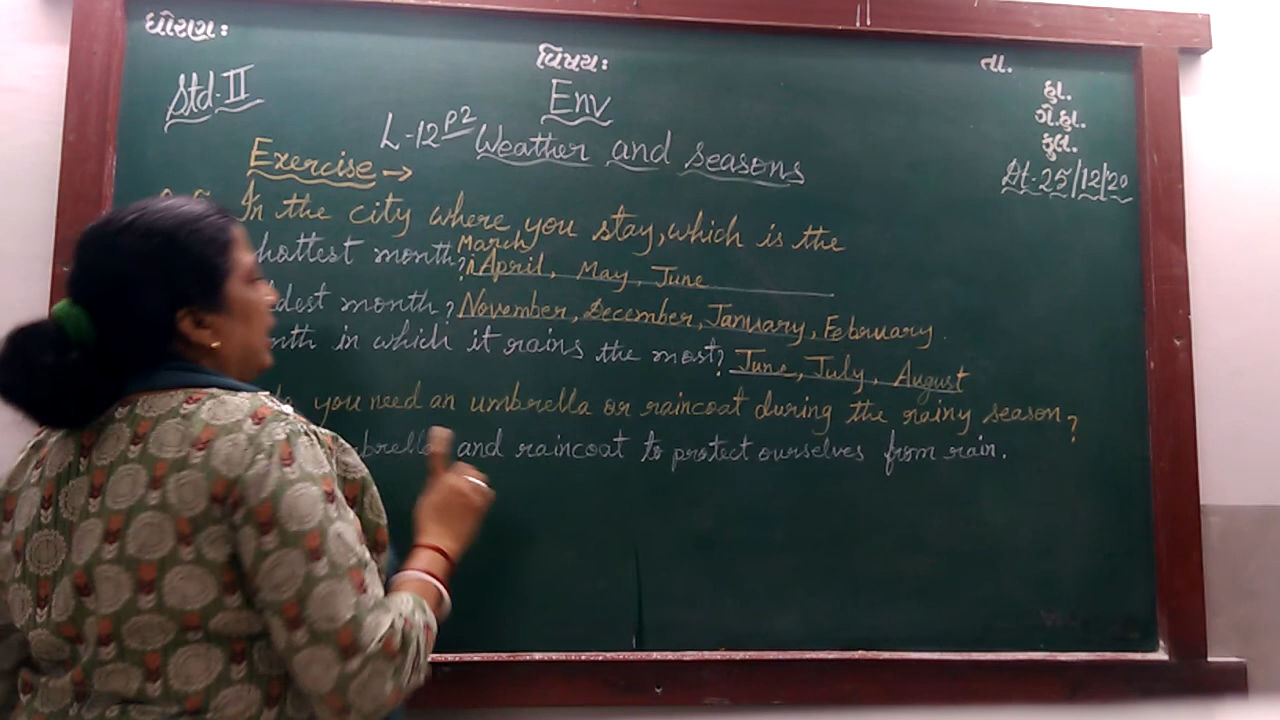 ધોરણ:
વિષય:
તા.
Std-II
Env
હા.
ગે.હા.
કુલ.
L-12 P2 Weather and seasons
Dt-25/12/20
Exercise →
In the city where you stay, which is the
hottest month? March, April, May, June
month? November, December, January, February.
in which it rains the most? June, July, August
you need an umbrella or raincoat during the rainy season?
and raincoat to protect ourselves from rain.